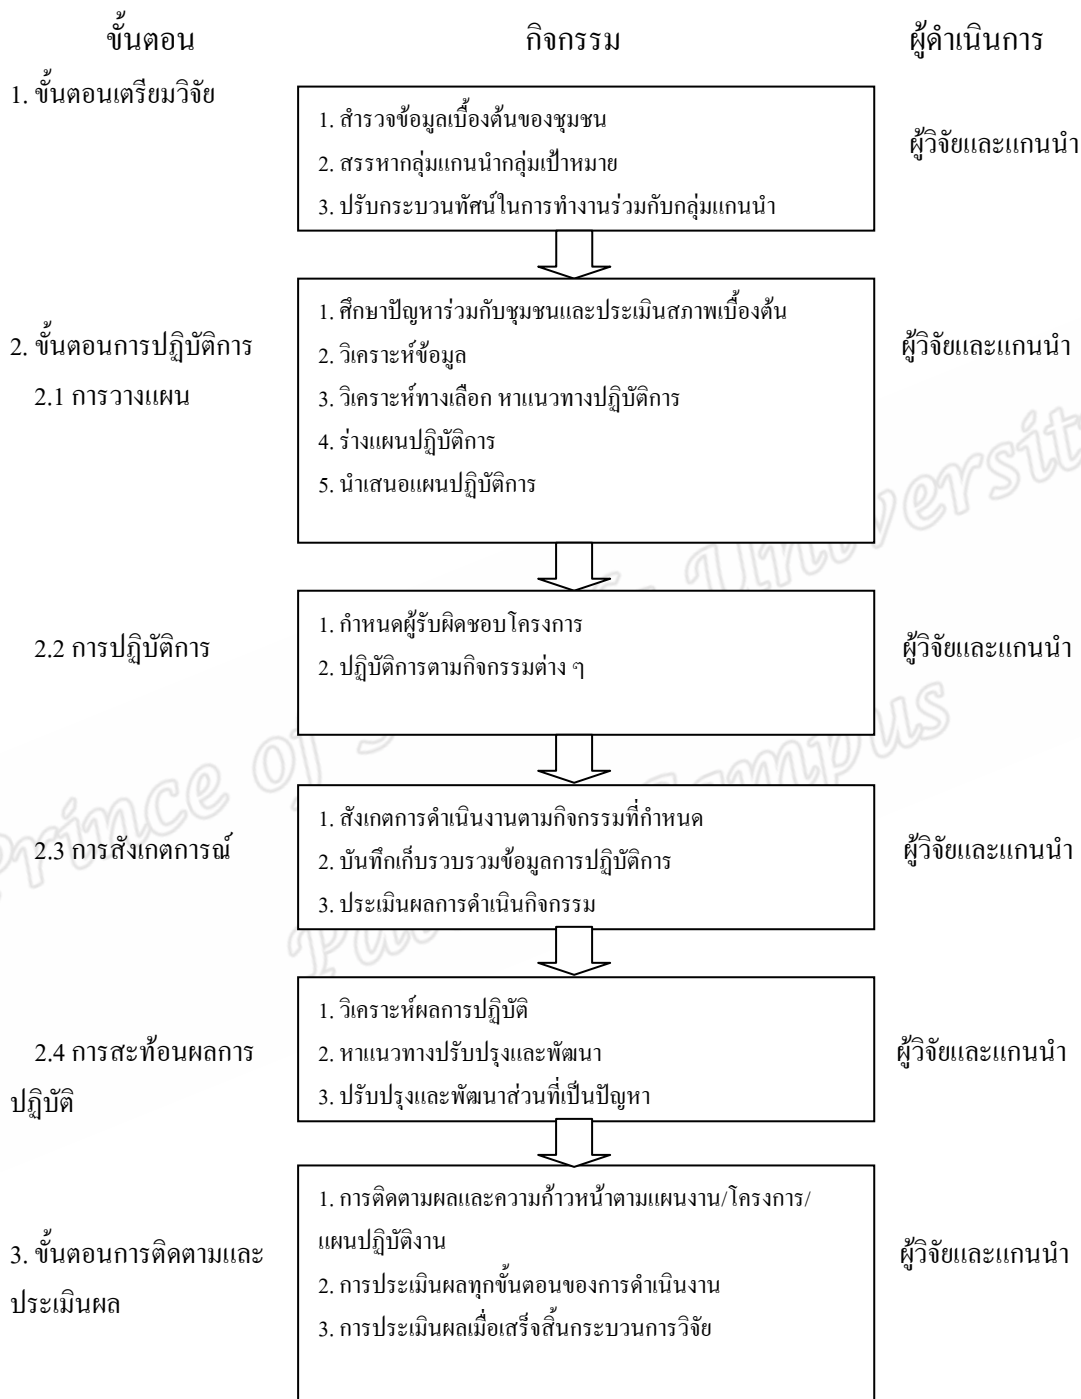 ขั้นตอน กิจกรรม ผู้ดำเนินการ
1. ขั้นตอนเตรียมวิจัย
1. สำรวจข้อมูลเบื้องต้นของชุมชน
2. สรรหากลุ่มแกนนำกลุ่มเป้าหมาย
3. ปรับกระบวนทัศน์ในการทำงานร่วมกับกลุ่มแกนนำ
ผู้วิจัยและแกนนำ
2. ขั้นตอนการปฏิบัติการ
2.1 การวางแผน
1. ศึกษาปัญหาร่วมกับชุมชนและประเมินสภาพเบื้องต้น
2. วิเคราะห์ข้อมูล
3. วิเคราะห์ทางเลือก หาแนวทางปฏิบัติการ
4. ร่างแผนปฏิบัติการ
5. นำเสนอแผนปฏิบัติการ
ผู้วิจัยและแกนนำ
2.2 การปฏิบัติการ
1. กำหนดผู้รับผิดชอบโครงการ
2. ปฏิบัติการตามกิจกรรมต่าง ๆ
ผู้วิจัยและแกนนำ
2.3 การสังเกตการณ์
1. สังเกตการดำเนินงานตามกิจกรรมที่กำหนด
2. บันทึกเก็บรวบรวมข้อมูลการปฏิบัติการ
3. ประเมินผลการดำเนินกิจกรรม
ผู้วิจัยและแกนนำ
2.4 การสะท้อนผลการ
ปฏิบัติ
1. วิเคราะห์ผลการปฏิบัติ
2. หาแนวทางปรับปรุงและพัฒนา
3. ปรับปรุงและพัฒนาส่วนที่เป็นปัญหา
ผู้วิจัยและแกนนำ
3. ขั้นตอนการติดตามและ
ประเมินผล
1. การติดตามผลและความก้าวหน้าตามแผนงาน/โครงการ/
แผนปฏิบัติงาน
2. การประเมินผลทุกขั้นตอนของการดำเนินงาน
3. การประเมินผลเมื่อเสร็จสิ้นกระบวนการวิจัย
ผู้วิจัยและแกนนำ
Prince of